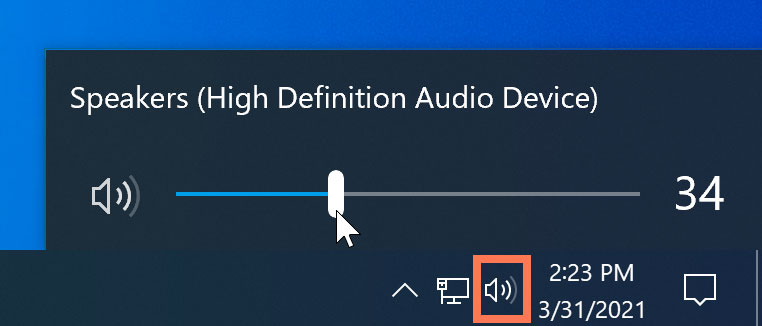 Speakers (High Definition Audio Device)
34
2:23 PM
3/31/2021